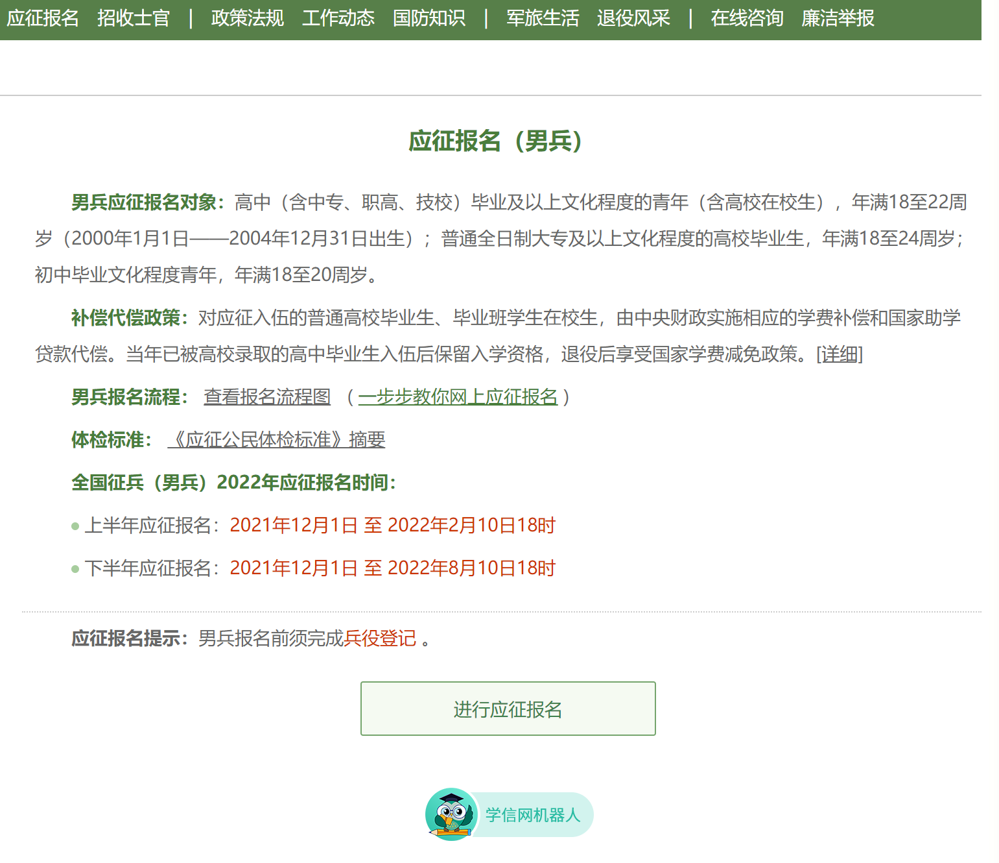 应征报名 招收士官 | 政策法规 工作动态 国防知识 | 军旅生活 退役风采 | 在线咨询 廉洁举报
应征报名（男兵）
男兵应征报名对象：高中（含中专、职高、技校）毕业及以上文化程度的青年（含高校在校生），年满18至22周
岁（2000年1月1日——2004年12月31日出生）；普通全日制大专及以上文化程度的高校毕业生，年满18至24周岁；
初中毕业文化程度青年，年满18至20周岁。
补偿代偿政策：对应征入伍的普通高校毕业生、毕业班学生在校生，由中央财政实施相应的学费补偿和国家助学
贷款代偿。当年已被高校录取的高中毕业生入伍后保留入学资格，退役后享受国家学费减免政策。[详细]
男兵报名流程： 查看报名流程图 （ 一步步教你网上应征报名 ）
体检标准： 《应征公民体检标准》摘要
全国征兵（男兵）2022年应征报名时间：
上半年应征报名：2021年12月1日 至 2022年2月10日18时
下半年应征报名：2021年12月1日 至 2022年8月10日18时
应征报名提示：男兵报名前须完成兵役登记 。
进行应征报名
学信网机器人